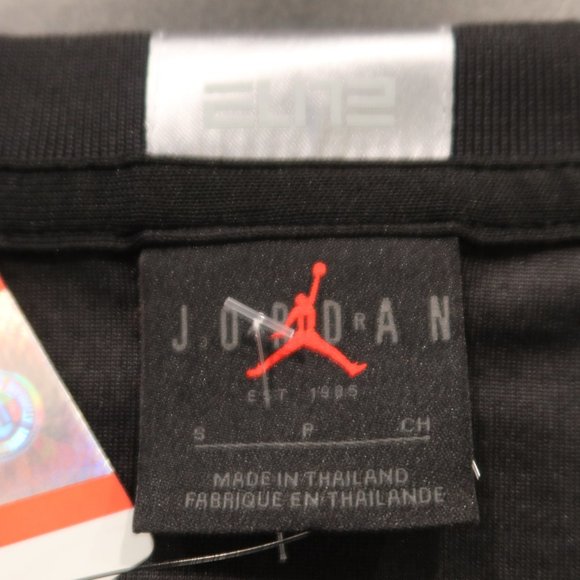 ELITE
JORDAN
EST 1985
S P CH
MADE IN THAILAND
FABRIQUE EN THAILANDE